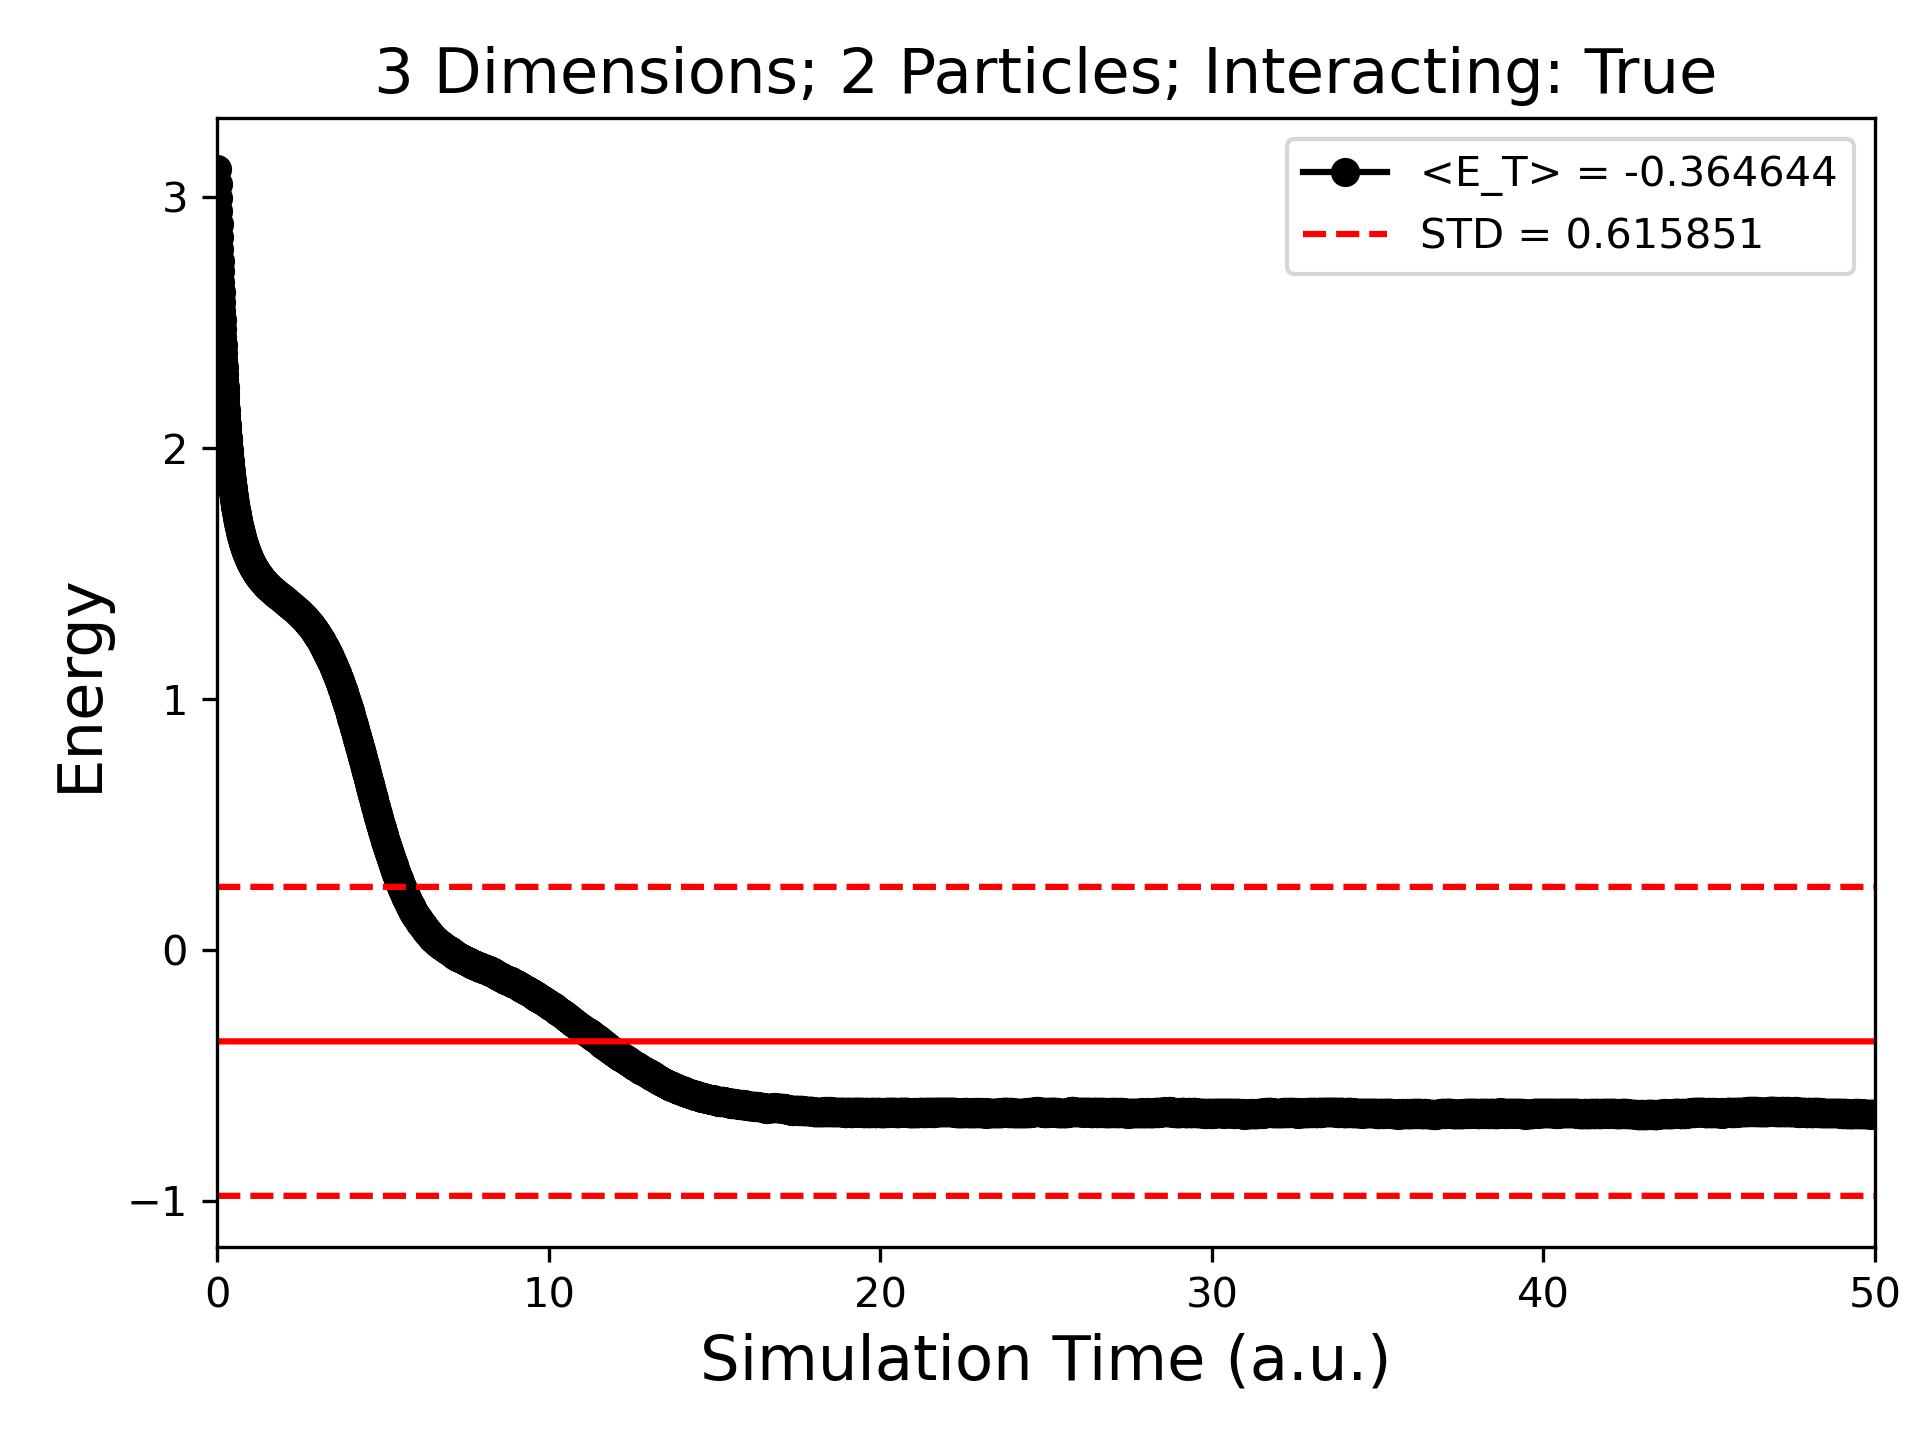 3 Dimensions; 2 Particles; Interacting: True
<E_T> = -0.364644
STD = 0.615851
Energy
3
2
1
0
−1
0 10 20 30 40 50
Simulation Time (a.u.)